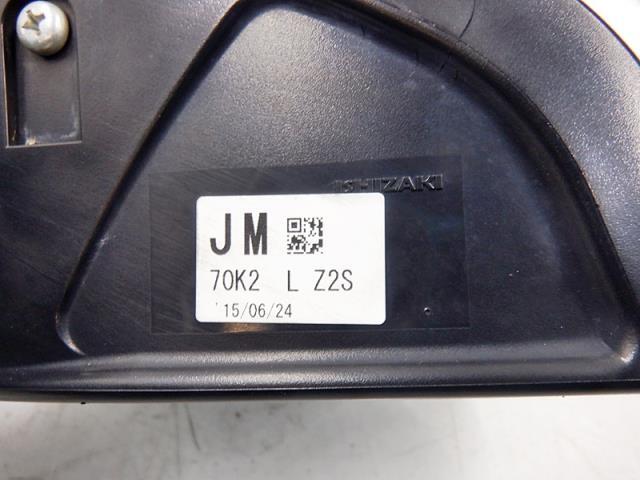 ISHIZAKI
JM
70K2 L Z2S
'15/06/24